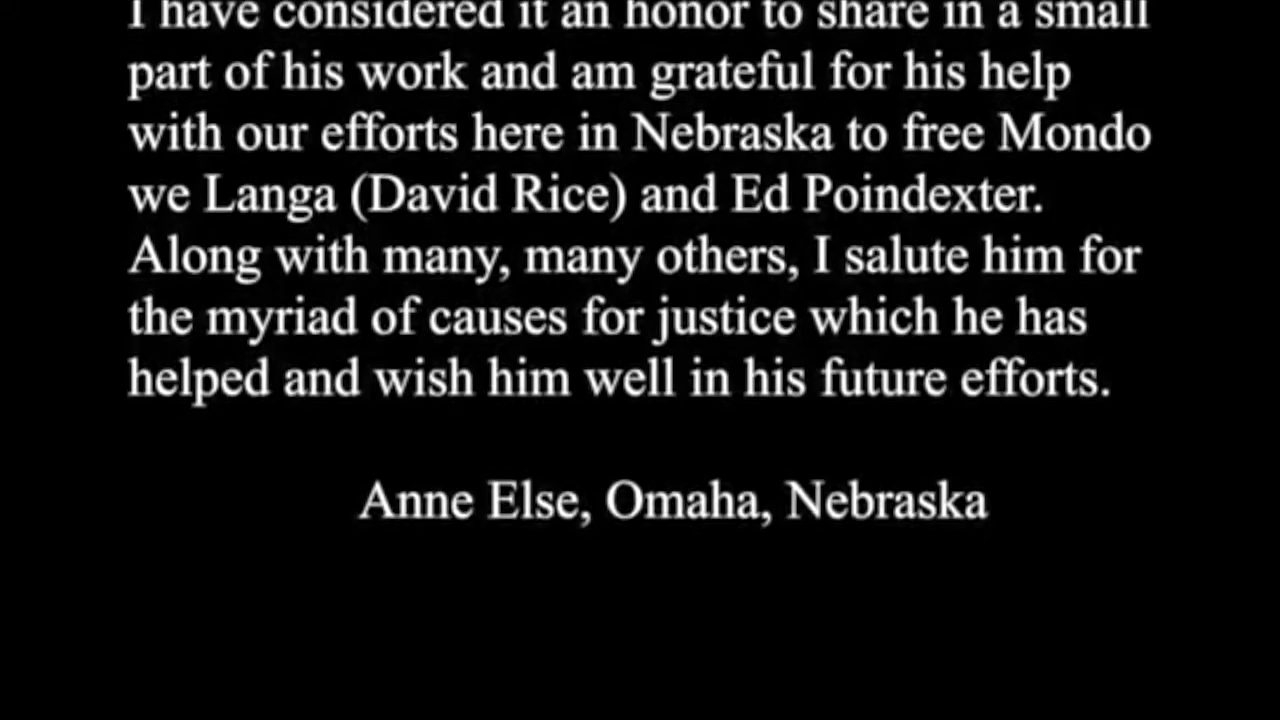 I have considered it an honor to share in a small
part of his work and am grateful for his help
with our efforts here in Nebraska to free Mondo
we Langa (David Rice) and Ed Poindexter.
Along with many, many others, I salute him for
the myriad of causes for justice which he has
helped and wish him well in his future efforts.
Anne Else, Omaha, Nebraska